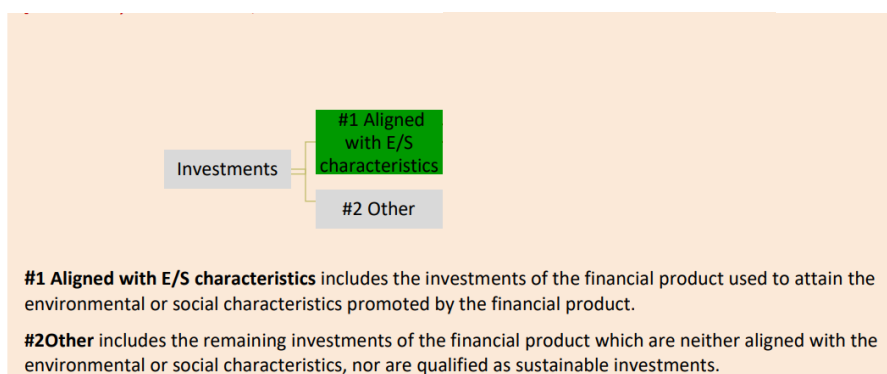 #1 Aligned
with E/S
characteristics
Investments
#2 Other
#1 Aligned with E/S characteristics includes the investments of the financial product used to attain the
environmental or social characteristics promoted by the financial product.
#2Other includes the remaining investments of the financial product which are neither aligned with the
environmental or social characteristics, nor are qualified as sustainable investments.